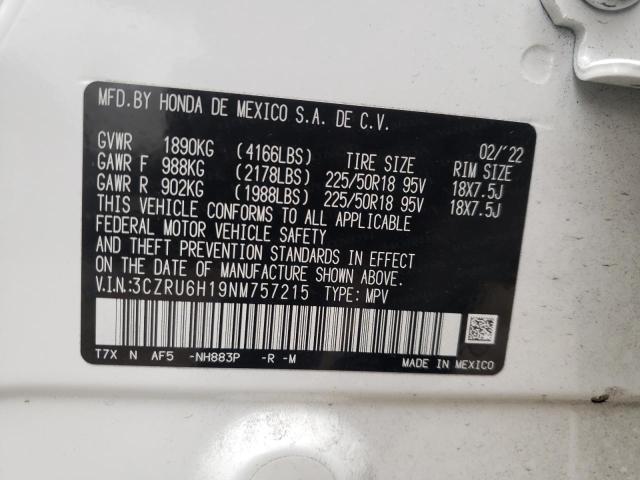 MFD.BY HONDA DE MEXICO S.A. DE C.V.
02/'22
GVWR 1890KG (4166LBS) TIRE SIZE RIM SIZE
GAWR F 988KG (2178LBS) 225/50R18 95V 18X7.5J
GAWR R 902KG (1988LBS) 225/50R18 95V 18X7.5J
THIS VEHICLE CONFORMS TO ALL APPLICABLE
FEDERAL MOTOR VEHICLE SAFETY
AND THEFT PREVENTION STANDARDS IN EFFECT
ON THE DATE OF MANUFACTURE SHOWN ABOVE.
V.I.N.:3CZRU6H19NM757215 TYPE: MPV
T7X N AF5 -NH883P -R -M
MADE IN MEXICO